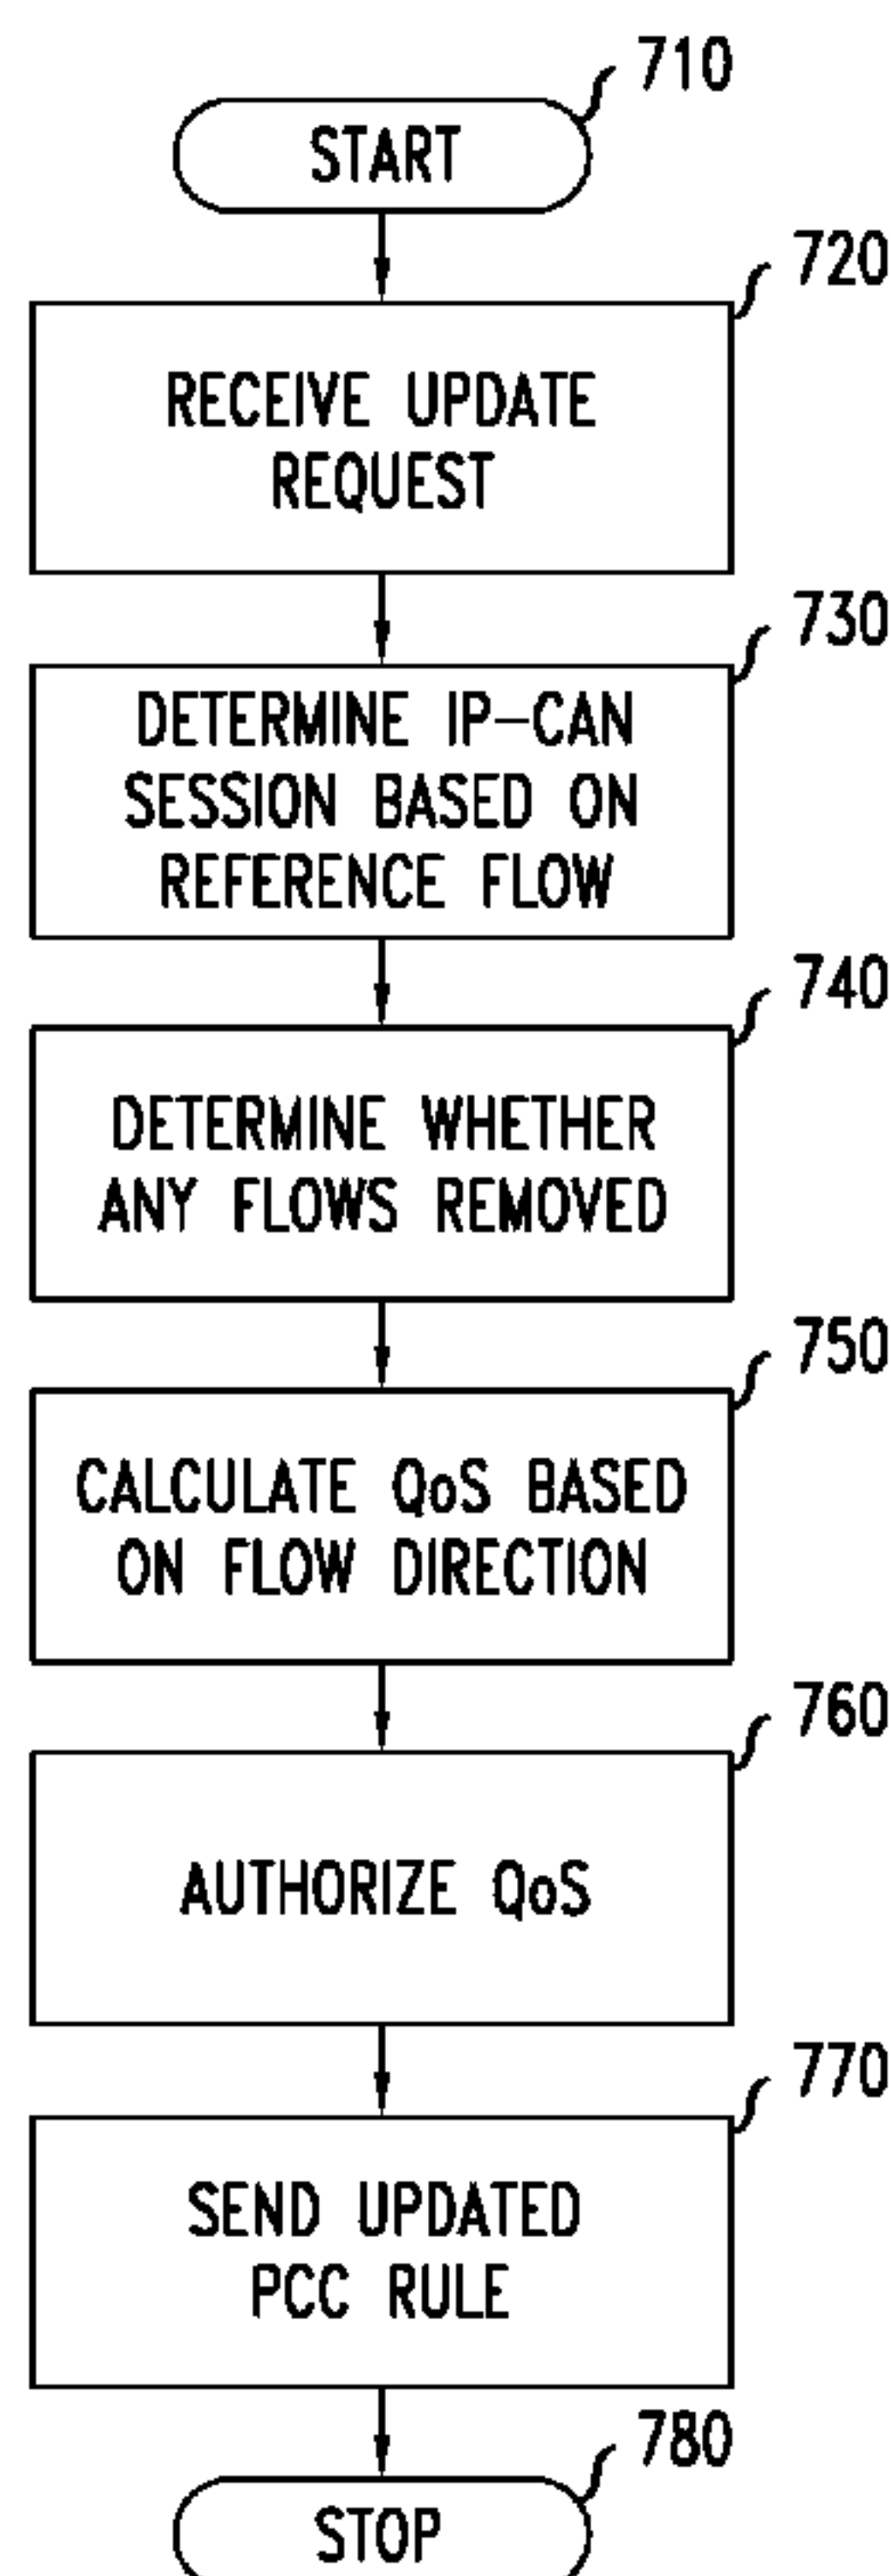 710
START
720
RECEIVE UPDATE
REQUEST
730
DETERMINE IP-CAN
SESSION BASED ON
REFERENCE FLOW
740
DETERMINE WHETHER
ANY FLOWS REMOVED
750
CALCULATE QoS BASED
ON FLOW DIRECTION
760
AUTHORIZE QoS
770
SEND UPDATED
PCC RULE
780
STOP